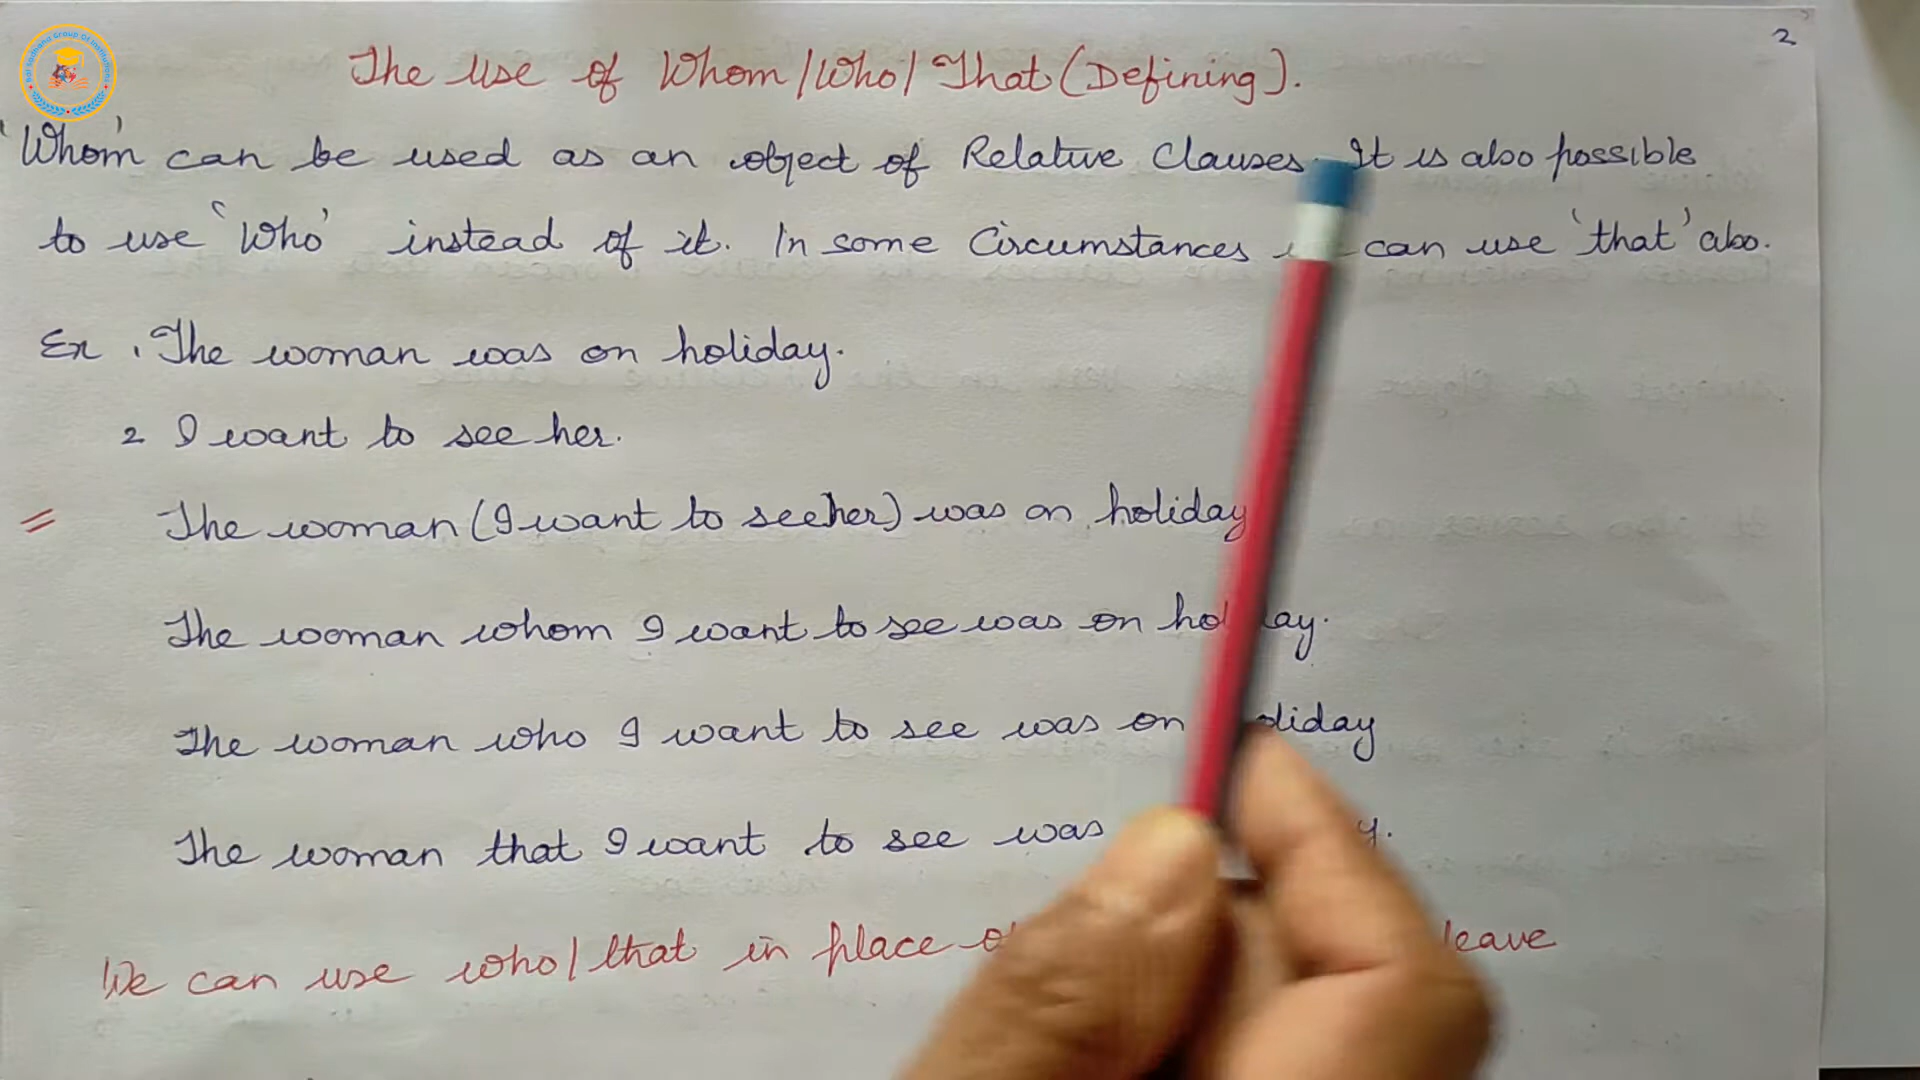 2
The Use of Whom/Who/That (Defining).
'Whom' can be used as an object of Relative Clauses. It is also possible
to use 'Who' instead of it. In some Circumstances can use 'that' also.
Ex 1. The woman was on holiday.
2 I want to see her.
= The woman (I want to see her) was on holiday
The woman whom I want to see was on holiday.
The woman who I want to see was on holiday
The woman that I want to see was
We can use who/that in place leave